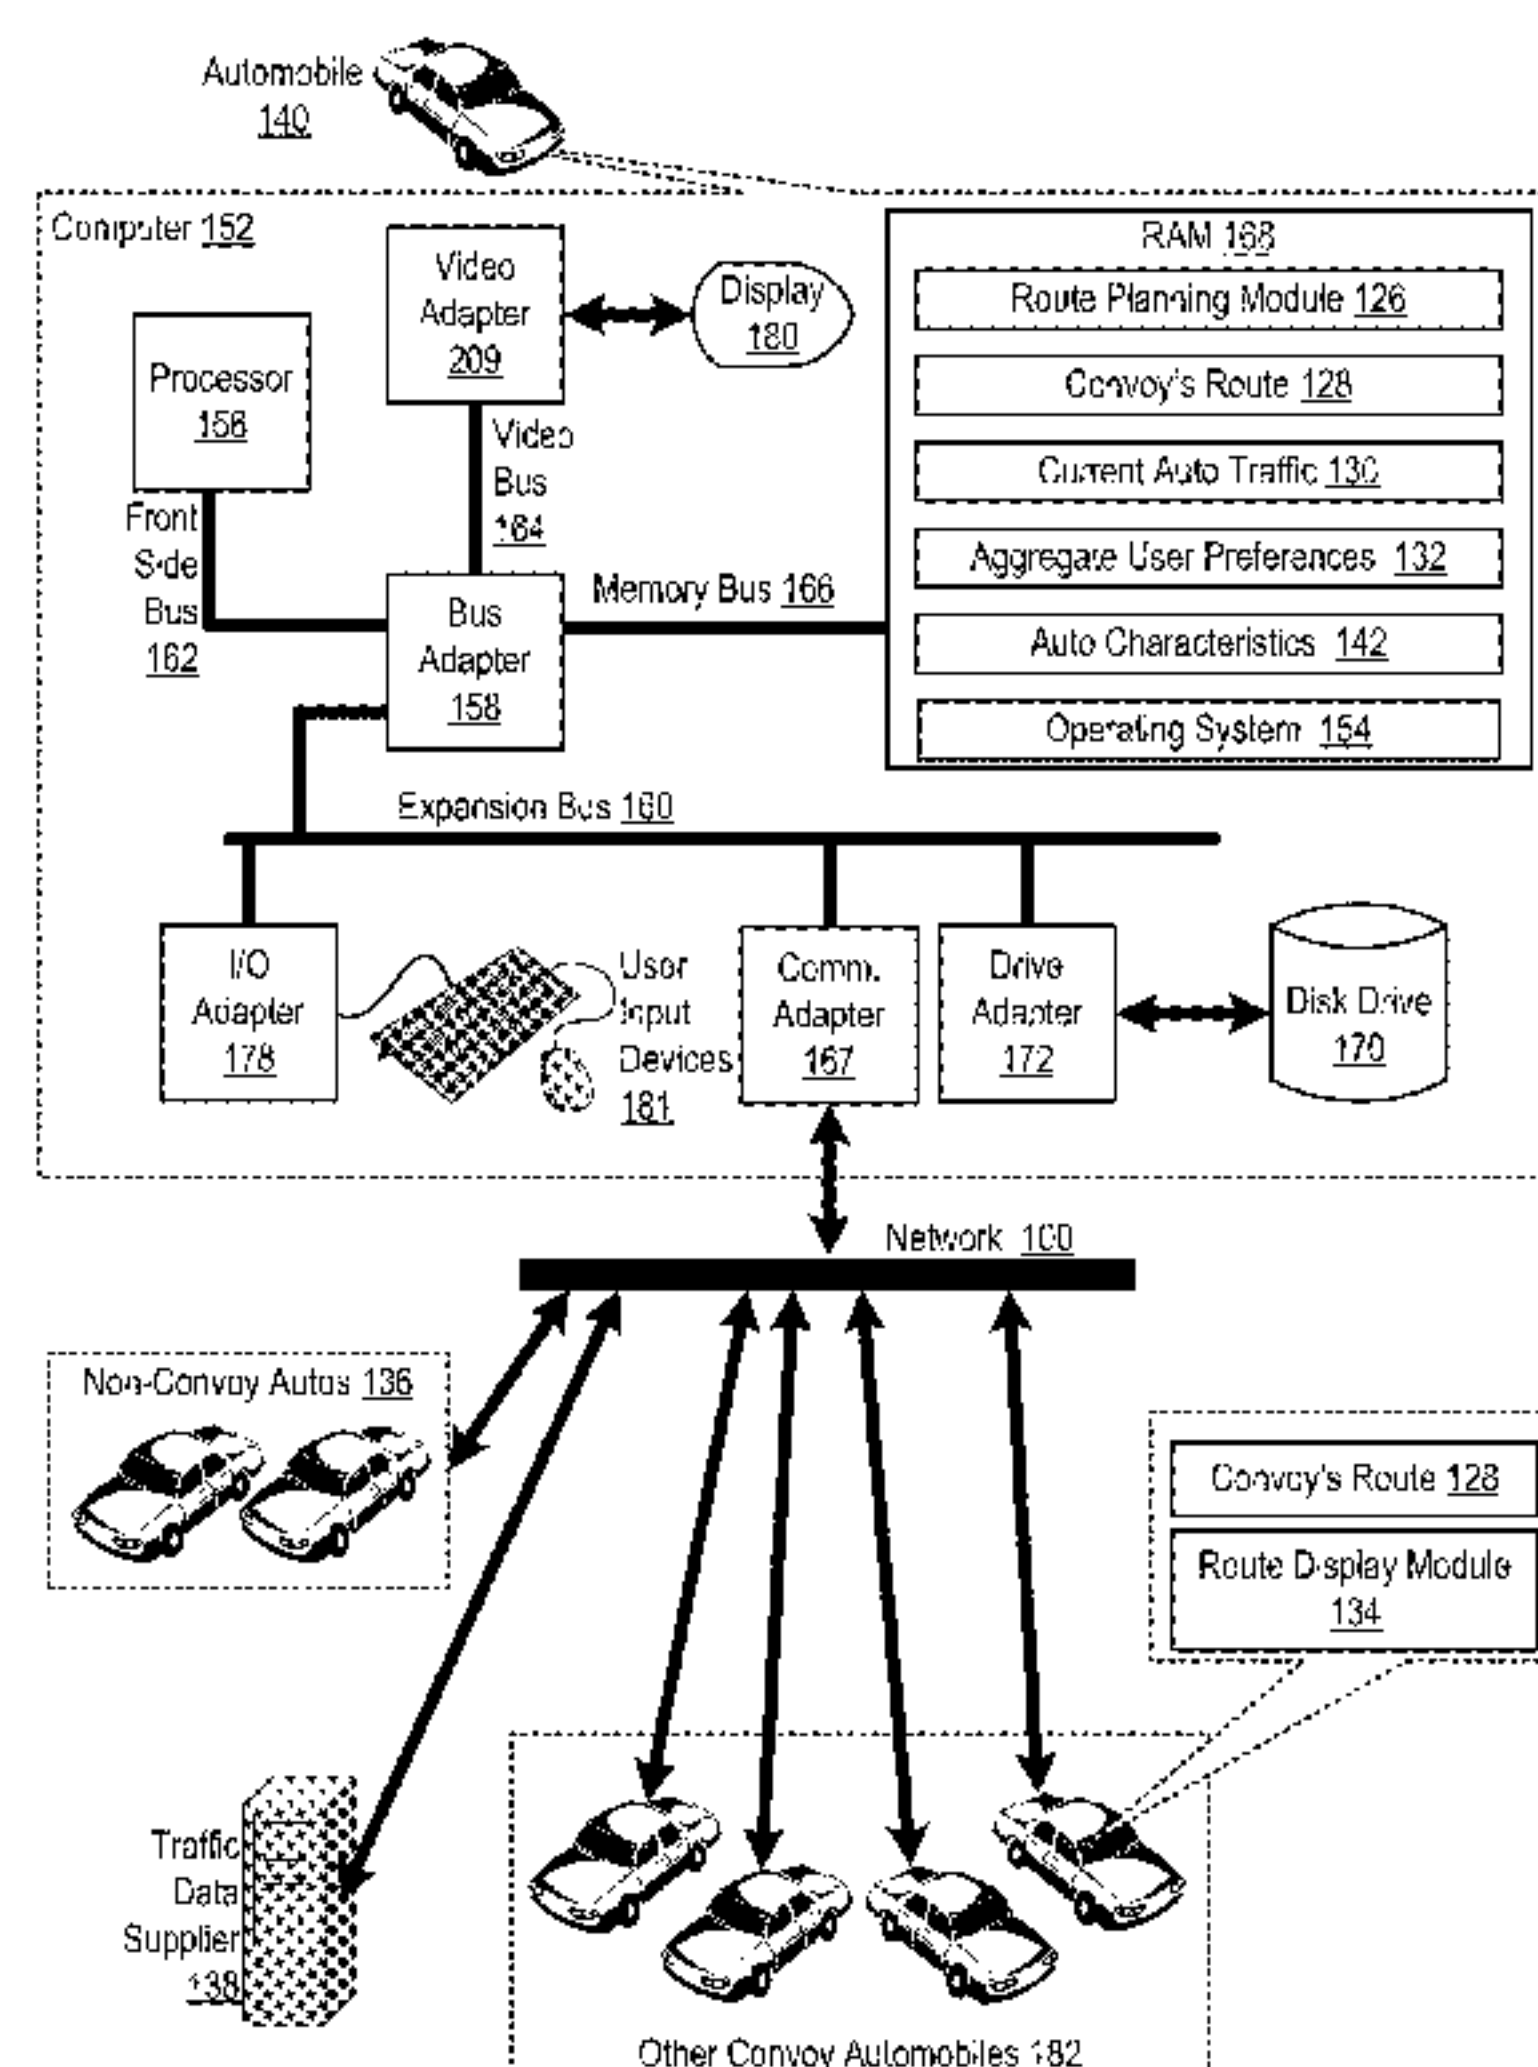 Automobile
140
Computer 152
Video
Adapter
209
Display
180
Processor
156
Video
Bus
164
Front
Side
Bus
162
Bus
Adapter
158
Memory Bus 166
RAM 168
Route Planning Module 126
Convoy's Route 128
Current Auto Traffic 130
Aggregate User Preferences 132
Auto Characteristics 142
Operating System 154
Expansion Bus 160
I/O
Adapter
178
User
Input
Devices
181
Comm.
Adapter
167
Drive
Adapter
172
Disk Drive
170
Network 100
Non-Convoy Autos 136
Convoy's Route 128
Route Display Module
134
Traffic
Data
Supplier
138
Other Convoy Automobiles 182